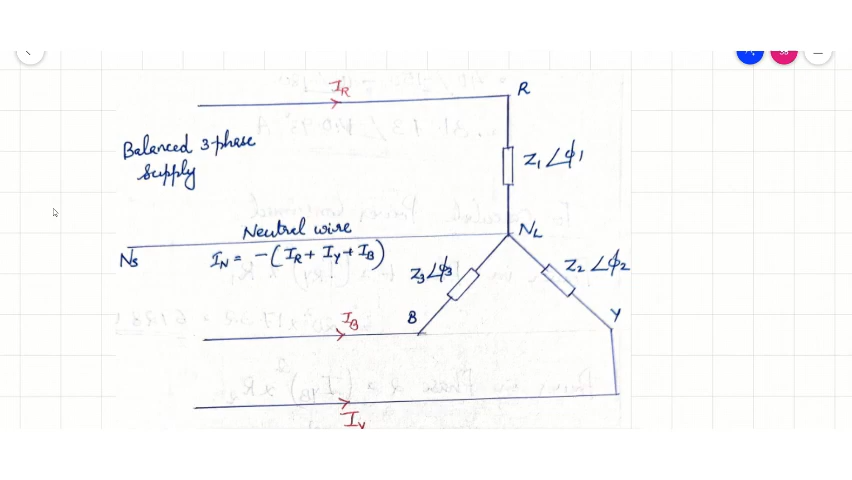 I_R
R
Balanced 3-phase
supply
Z₁∠ϕ₁
Neutral wire
N_L
N_S
I_N = -(I_R + I_Y + I_B)
Z₃∠ϕ₃
Z₂∠ϕ₂
B
I_B
Y
I_Y